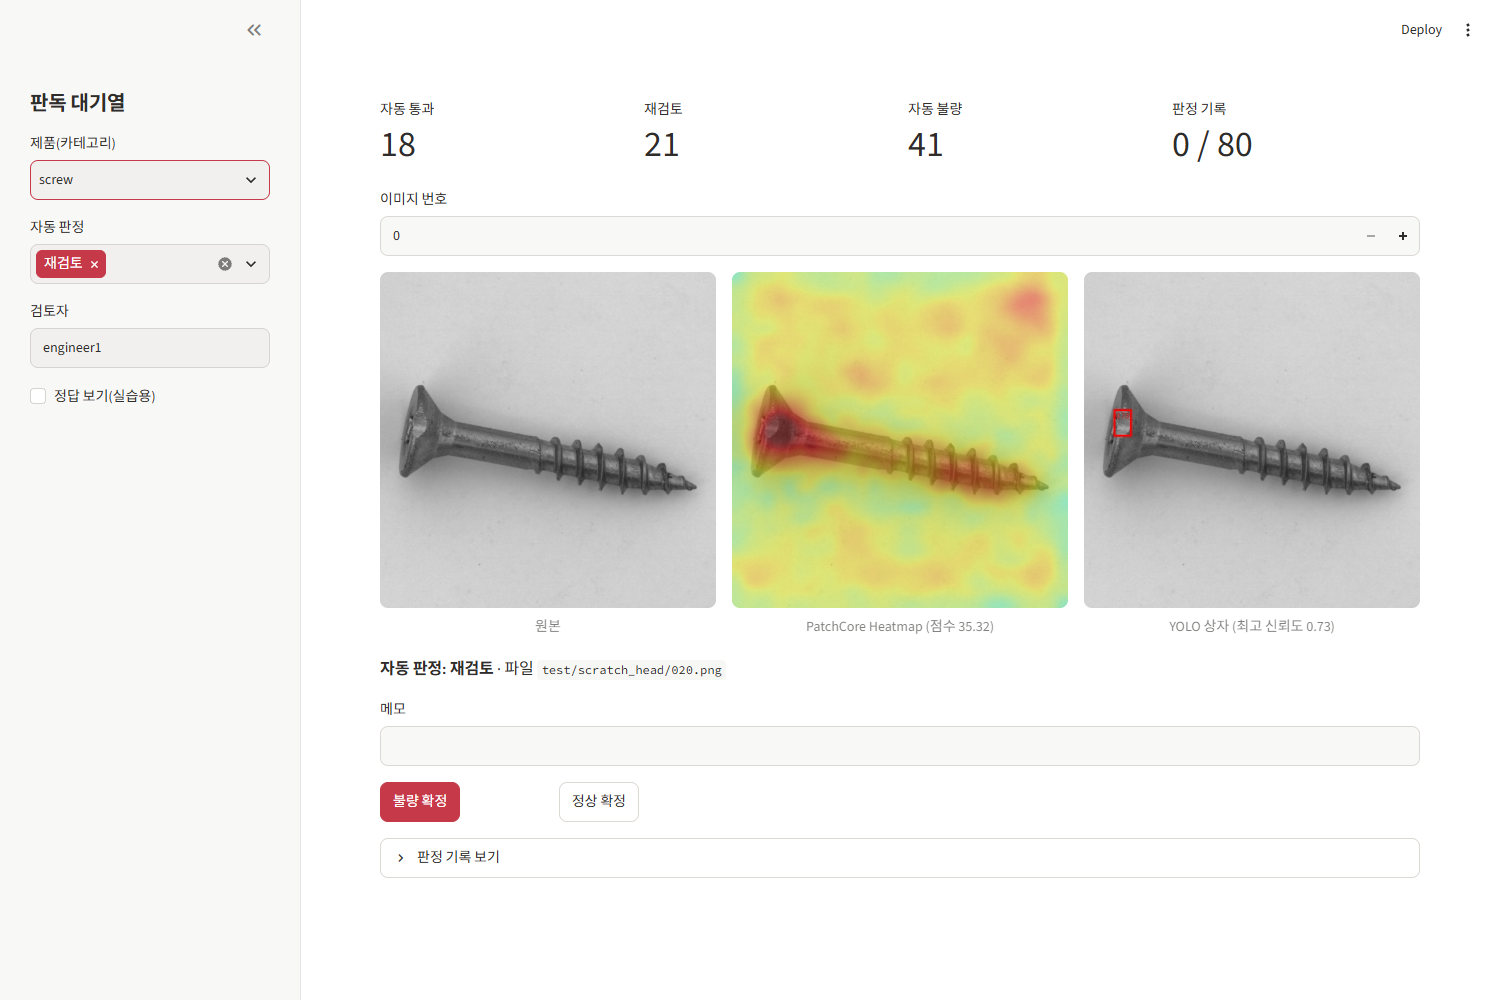 Deploy
판독 대기열
제품(카테고리)
screw
자동 판정
재검토
검토자
engineer1
정답 보기(실습용)
자동 통과
18
재검토
21
자동 불량
41
판정 기록
0 / 80
이미지 번호
0
원본
PatchCore Heatmap (점수 35.32)
YOLO 상자 (최고 신뢰도 0.73)
자동 판정: 재검토 · 파일 test/scratch_head/020.png
메모
불량 확정
정상 확정
판정 기록 보기